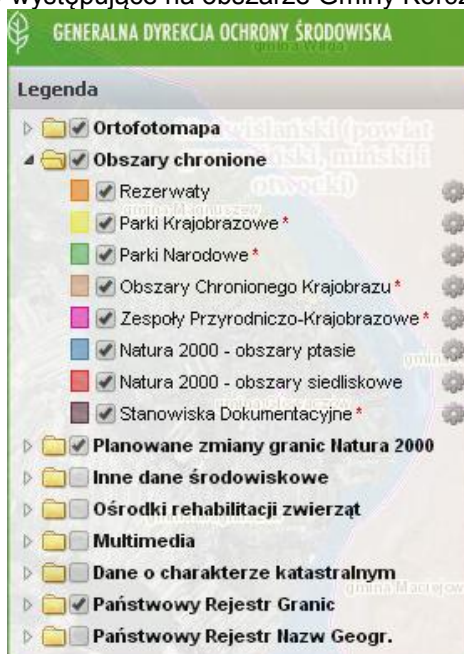 występujące na obszarze Gminy
GENERALNA DYREKCJA OCHRONY ŚRODOWISKA
Legenda
Ortofotomapa
Obszary chronione
Rezerwaty
Parki Krajobrazowe *
Parki Narodowe *
Obszary Chronionego Krajobrazu *
Zespoły Przyrodniczo-Krajobrazowe *
Natura 2000 - obszary ptasie
Natura 2000 - obszary siedliskowe
Stanowiska Dokumentacyjne *
Planowane zmiany granic Natura 2000
Inne dane środowiskowe
Ośrodki rehabilitacji zwierząt
Multimedia
Dane o charakterze katastralnym
Państwowy Rejestr Granic
Państwowy Rejestr Nazw Geogr.